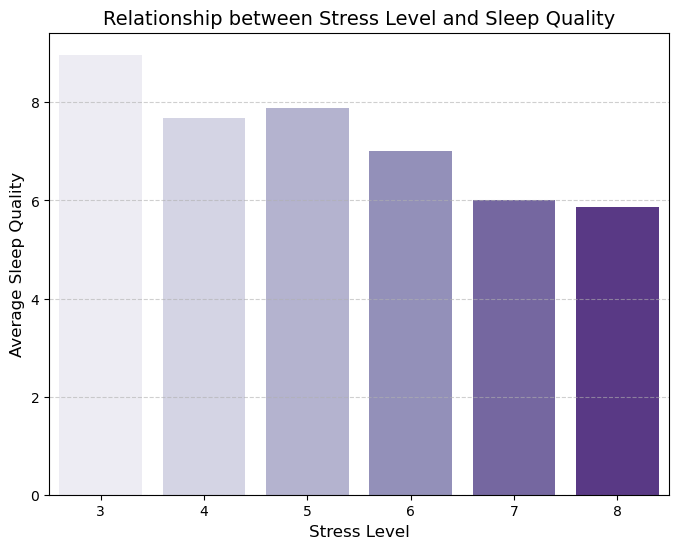 Relationship between Stress Level and Sleep Quality
Average Sleep Quality
8
6
4
2
0
3 4 5 6 7 8
Stress Level